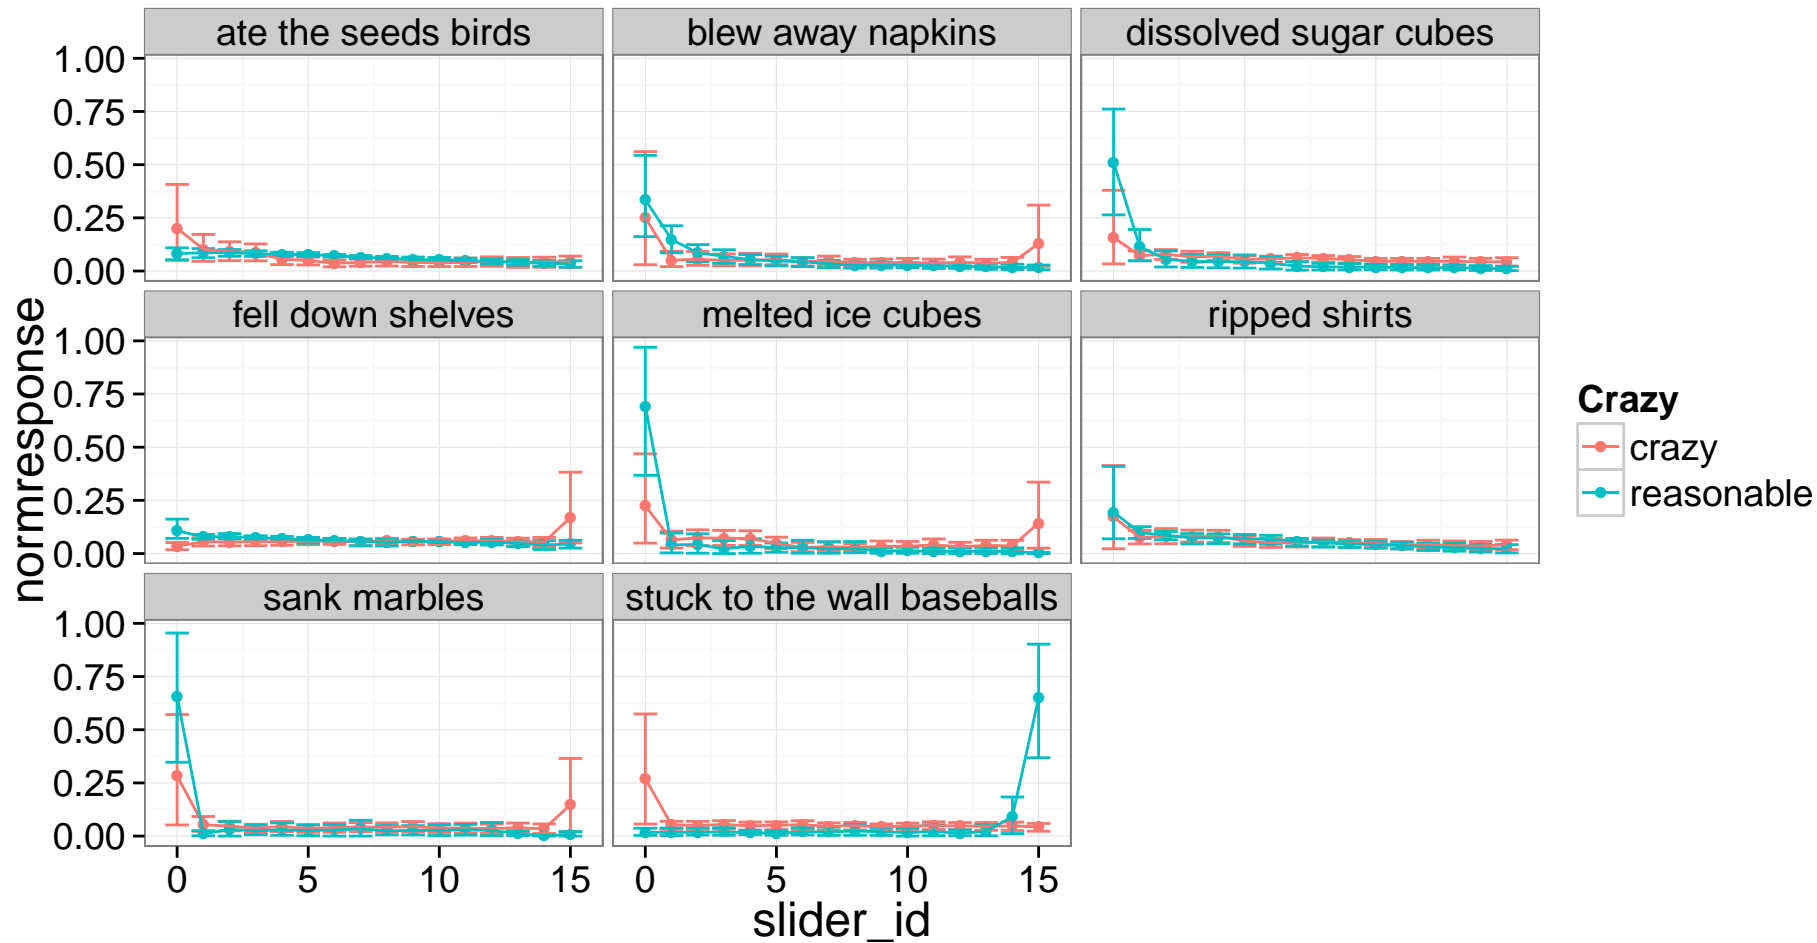 ate the seeds birds
blew away napkins
dissolved sugar cubes
1.00
0.75
0.50
0.25
0.00
fell down shelves
melted ice cubes
ripped shirts
1.00
0.75
0.50
0.25
0.00
sank marbles
stuck to the wall baseballs
1.00
0.75
0.50
0.25
0.00
0 5 10 15
0 5 10 15
slider_id
normresponse
Crazy
crazy
reasonable